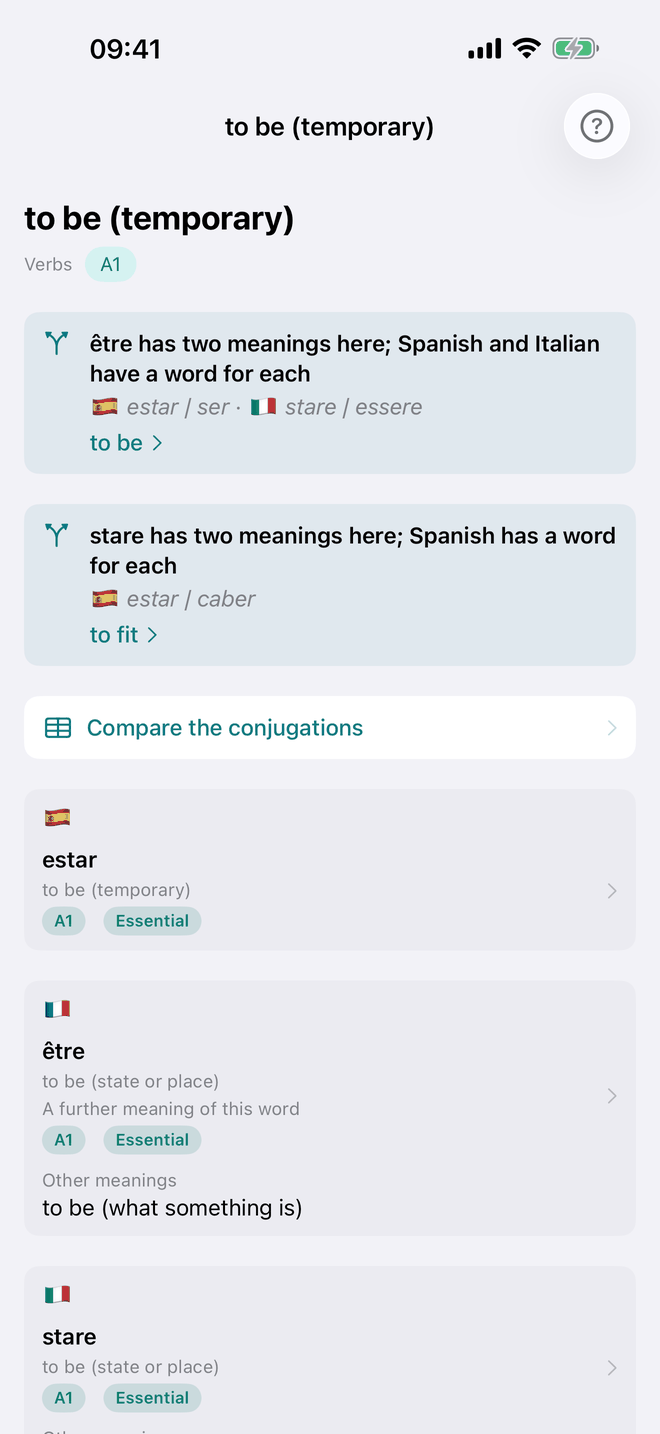 09:41
to be (temporary)
to be (temporary)
Verbs A1
être has two meanings here; Spanish and Italian
have a word for each
estar / ser · stare / essere
to be
stare has two meanings here; Spanish has a word
for each
estar / caber
to fit
Compare the conjugations
estar
to be (temporary)
A1 Essential
être
to be (state or place)
A further meaning of this word
A1 Essential
Other meanings
to be (what something is)
stare
to be (state or place)
A1 Essential